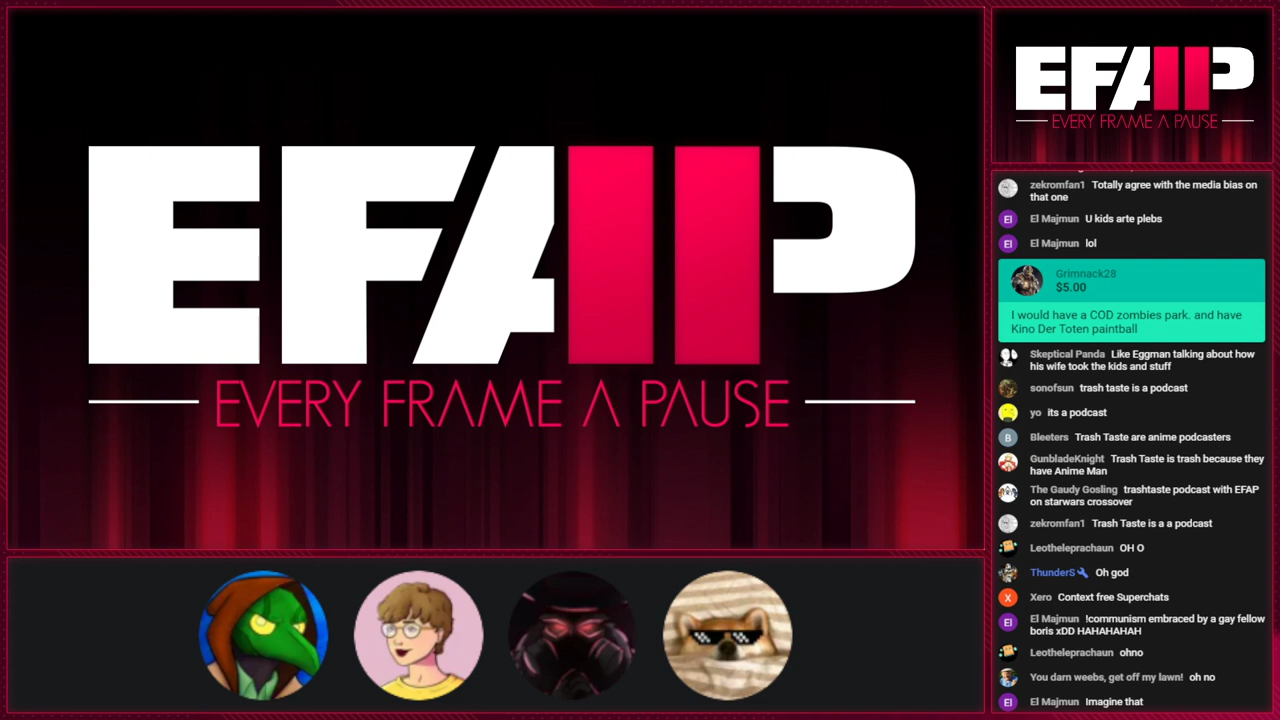 EFAP
EVERY FRAME A PAUSE
EFAP
EVERY FRAME A PAUSE
zekromfan1 Totally agree with the media bias on
that one
El El Majmun U kids arte plebs
El El Majmun lol
Grimnack28
$5.00
I would have a COD zombies park. and have
Kino Der Toten paintball
Skeptical Panda Like Eggman talking about how
his wife took the kids and stuff
sonofsun trash taste is a podcast
yo its a podcast
B Bleeters Trash Taste are anime podcasters
GunbladeKnight Trash Taste is trash because they
have Anime Man
The Gaudy Gosling trashtaste podcast with EFAP
on starwars crossover
zekromfan1 Trash Taste is a a podcast
Leotheleprachaun OH O
ThunderS Oh god
X Xero Context free Superchats
El El Majmun !communism embraced by a gay fellow
boris xDD HAHAHAHAH
Leotheleprachaun ohno
You darn weebs, get off my lawn! oh no
El El Majmun Imagine that